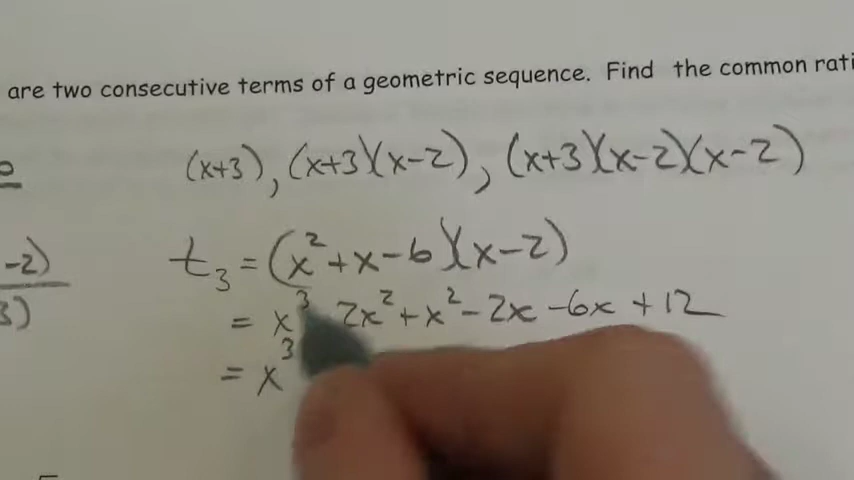 are two consecutive terms of a geometric sequence. Find the common rati
(x+3), (x+3)(x-2), (x+3)(x-2)(x-2)
-2)
3)
t₃ = (x²+x-6)(x-2)
= x³ 2x²+x²-2x-6x+12
= x³